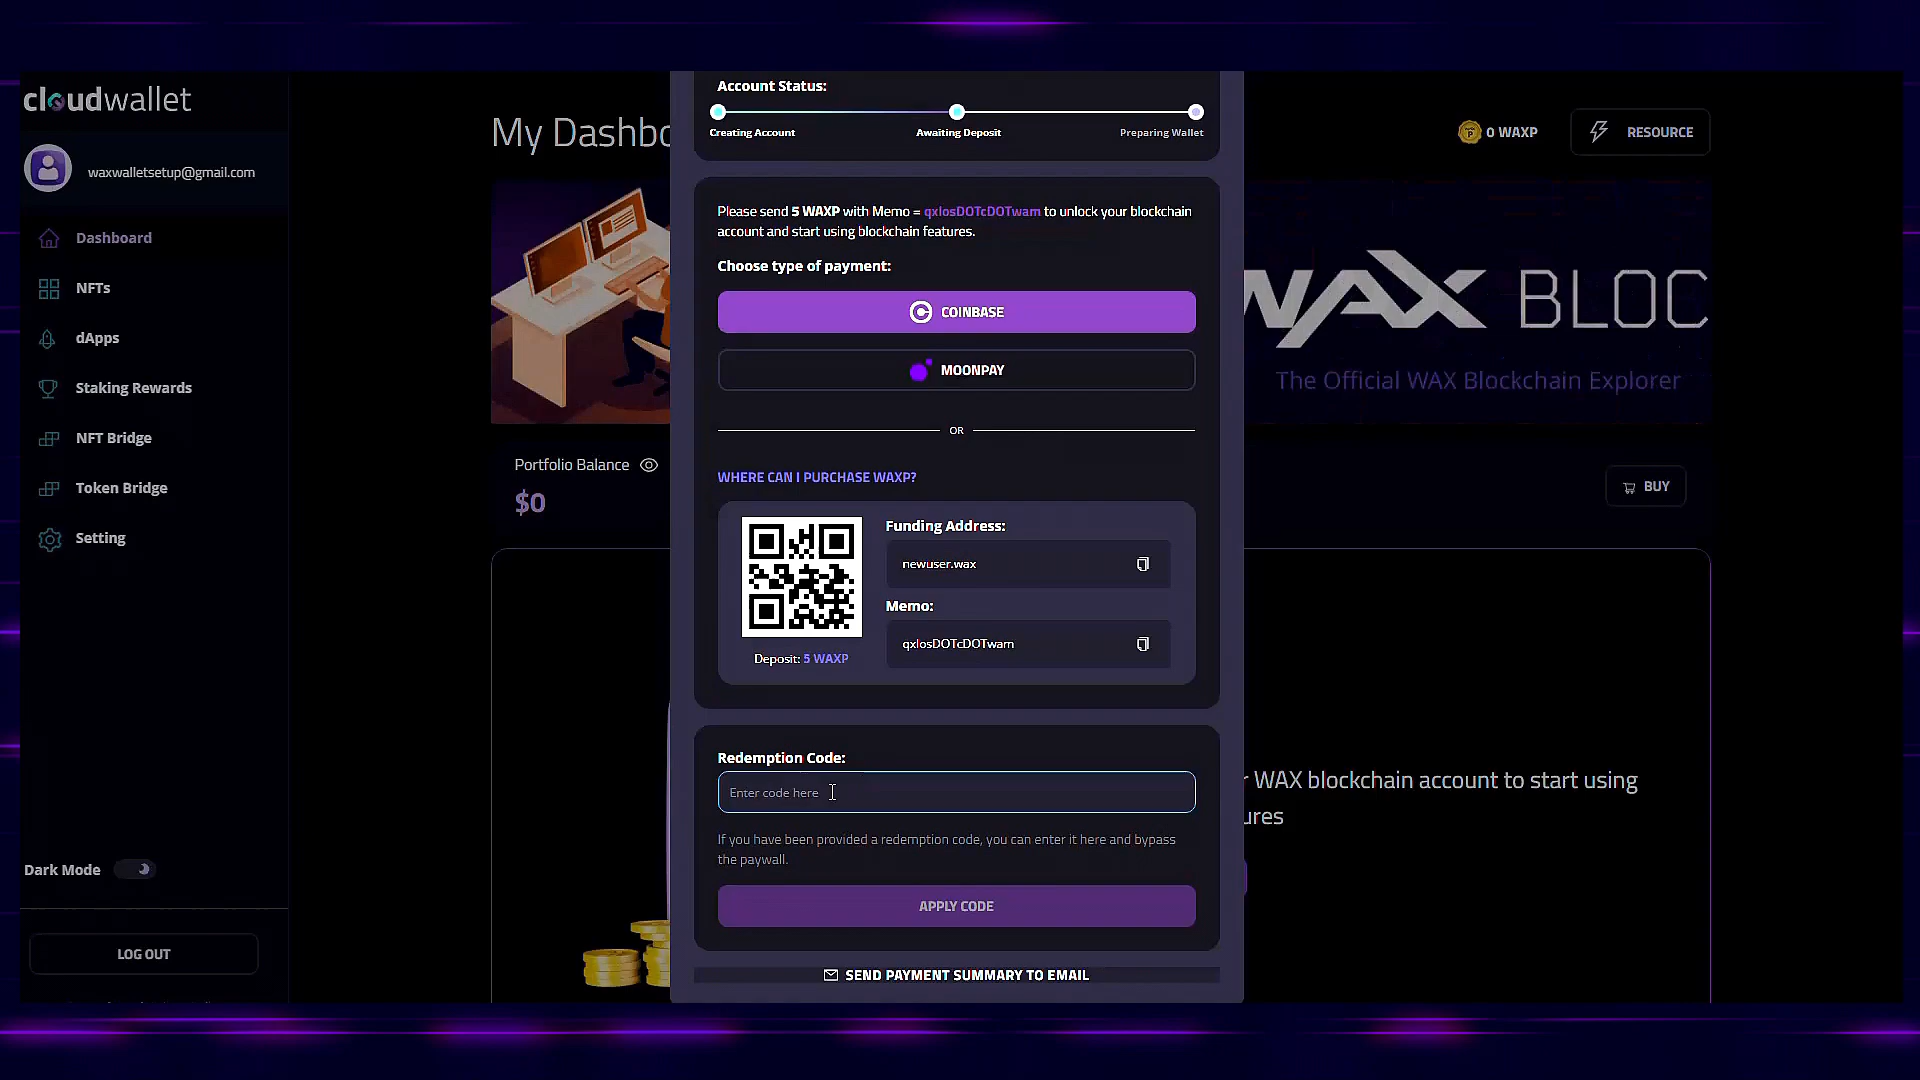 cloudwallet
waxwalletsetup@gmail.com
Dashboard
NFTs
dApps
Staking Rewards
NFT Bridge
Token Bridge
Setting
Dark Mode
LOG OUT
My Dashbo
0 WAXP
RESOURCE
WAX BLOC
The Official WAX Blockchain Explorer
Portfolio Balance
$0
BUY
r WAX blockchain account to start using
ures
Account Status:
Creating Account
Awaiting Deposit
Preparing Wallet
Please send 5 WAXP with Memo = qxlosDOTcDOTwam to unlock your blockchain
account and start using blockchain features.
Choose type of payment:
COINBASE
MOONPAY
OR
WHERE CAN I PURCHASE WAXP?
Funding Address:
newuser.wax
Memo:
qxlosDOTcDOTwam
Deposit: 5 WAXP
Redemption Code:
Enter code here
If you have been provided a redemption code, you can enter it here and bypass
the paywall.
APPLY CODE
SEND PAYMENT SUMMARY TO EMAIL